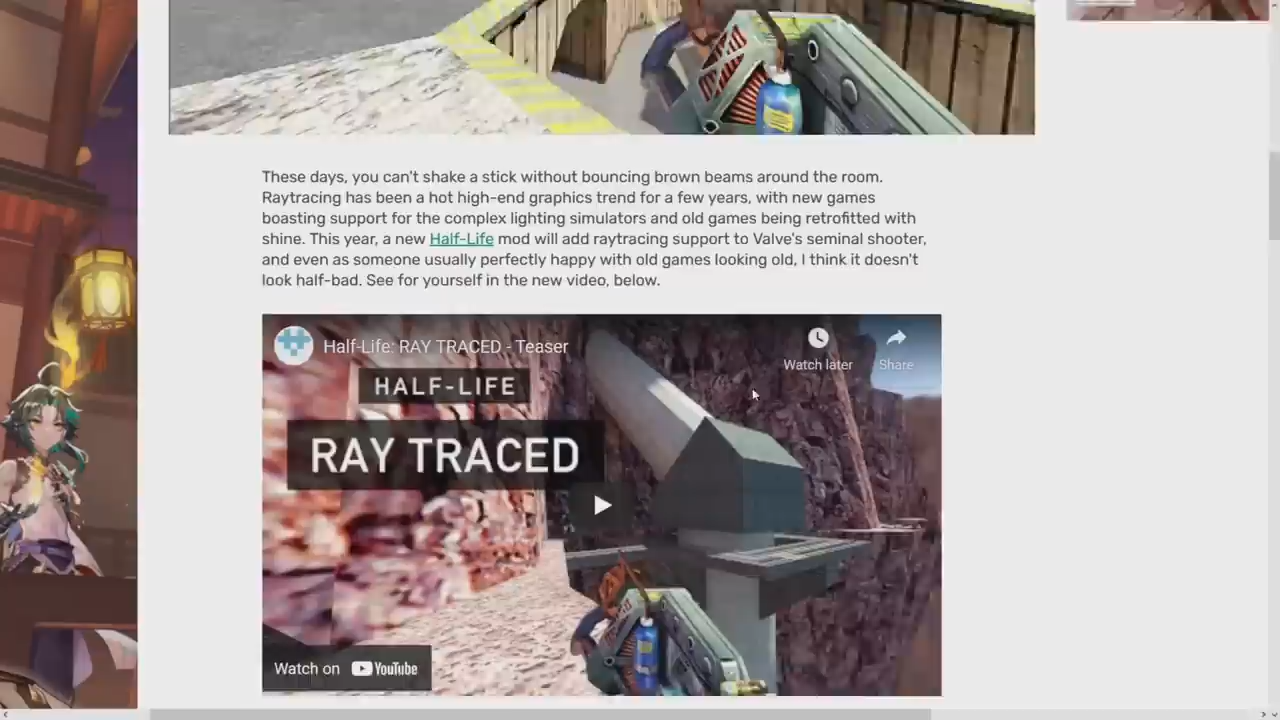 These days, you can't shake a stick without bouncing brown beams around the room.
Raytracing has been a hot high-end graphics trend for a few years, with new games
boasting support for the complex lighting simulators and old games being retrofitted with
shine. This year, a new Half-Life mod will add raytracing support to Valve's seminal shooter,
and even as someone usually perfectly happy with old games looking old, I think it doesn't
look half-bad. See for yourself in the new video, below.
Half-Life: RAY TRACED - Teaser
Watch later
Share
HALF-LIFE
RAY TRACED
Watch on YouTube